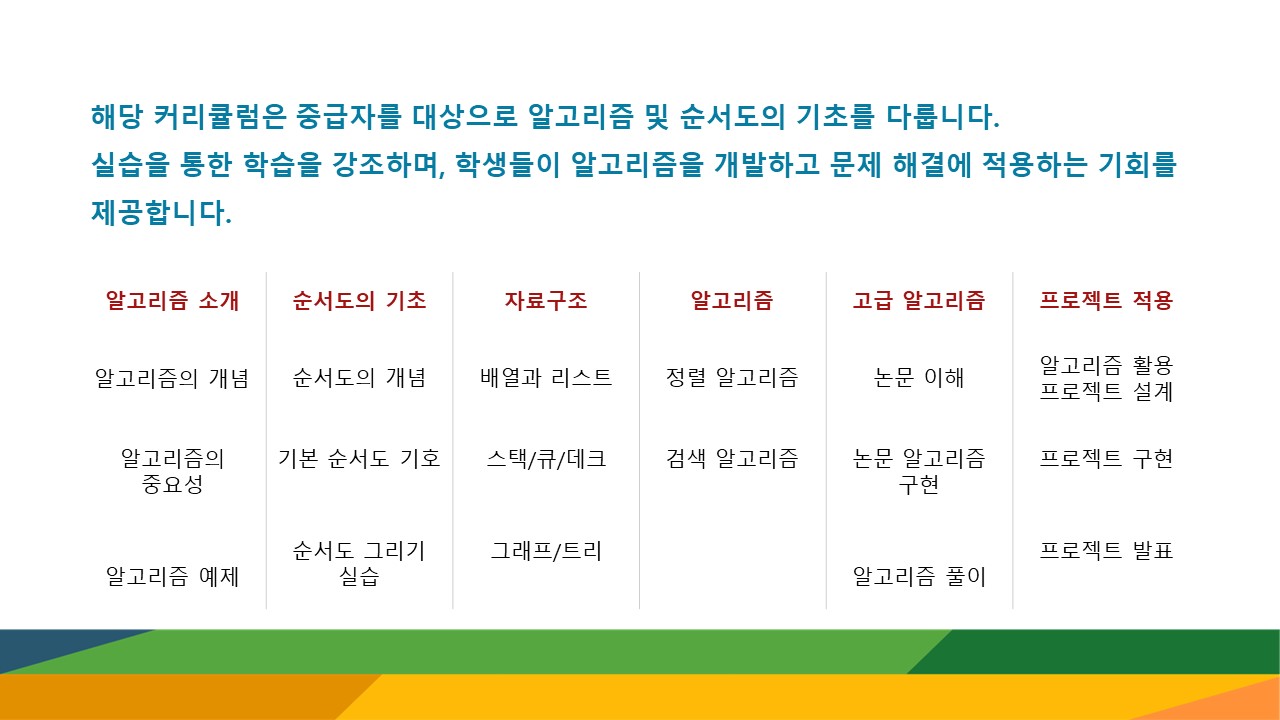 해당 커리큘럼은 중급자를 대상으로 알고리즘 및 순서도의 기초를 다룹니다.
실습을 통한 학습을 강조하며, 학생들이 알고리즘을 개발하고 문제 해결에 적용하는 기회를
제공합니다.
알고리즘 소개
알고리즘의 개념
알고리즘의
중요성
알고리즘 예제
순서도의 기초
순서도의 개념
기본 순서도 기호
순서도 그리기
실습
자료구조
배열과 리스트
스택/큐/데크
그래프/트리
알고리즘
정렬 알고리즘
검색 알고리즘
고급 알고리즘
논문 이해
논문 알고리즘
구현
알고리즘 풀이
프로젝트 적용
알고리즘 활용
프로젝트 설계
프로젝트 구현
프로젝트 발표